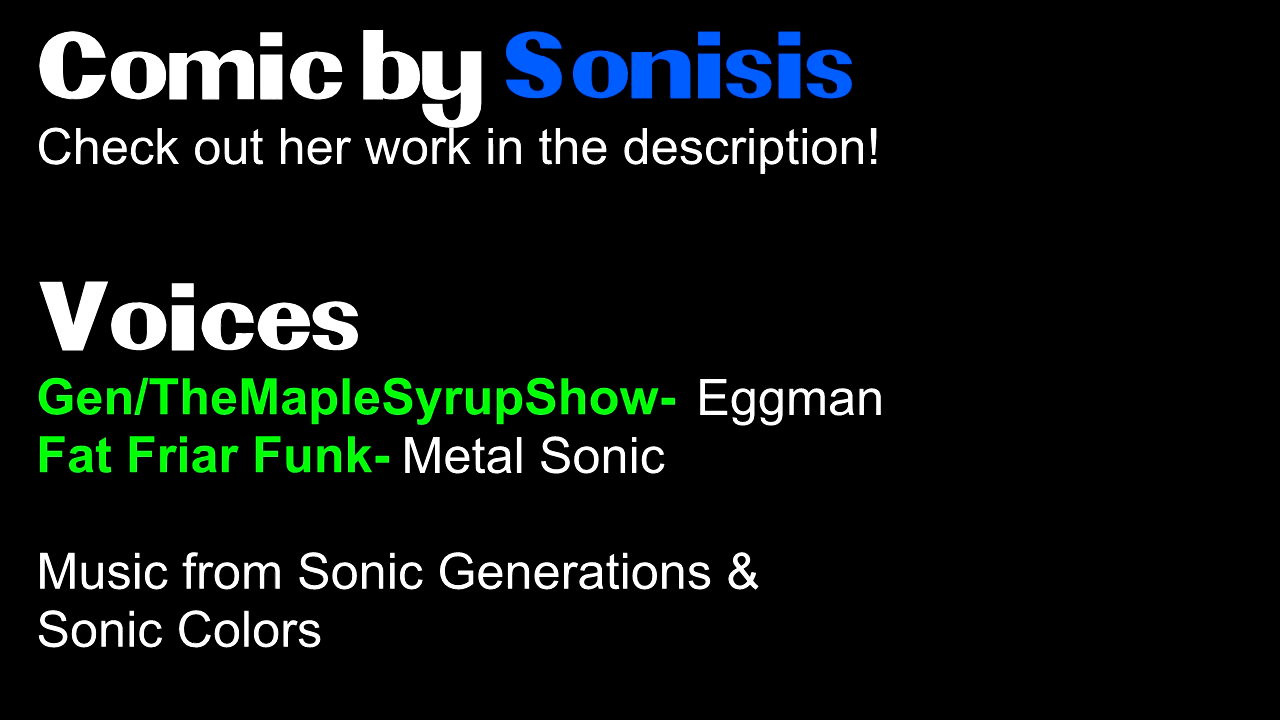 Comic by Sonisis
Check out her work in the description!
Voices
Gen/TheMapleSyrupShow- Eggman
Fat Friar Funk- Metal Sonic
Music from Sonic Generations &
Sonic Colors